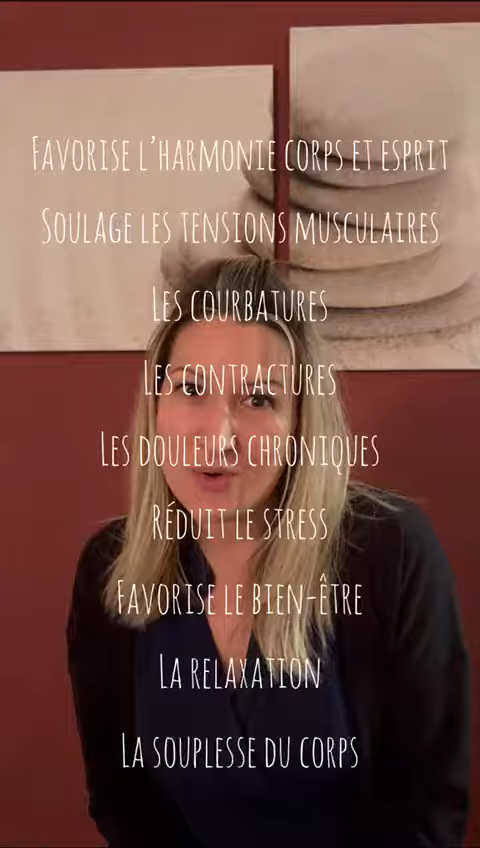 Favorise l'harmonie corps et esprit
Soulage les tensions musculaires
Les courbatures
Les contractures
Les douleurs chroniques
Réduit le stress
Favorise le bien-être
La relaxation
La souplesse du corps